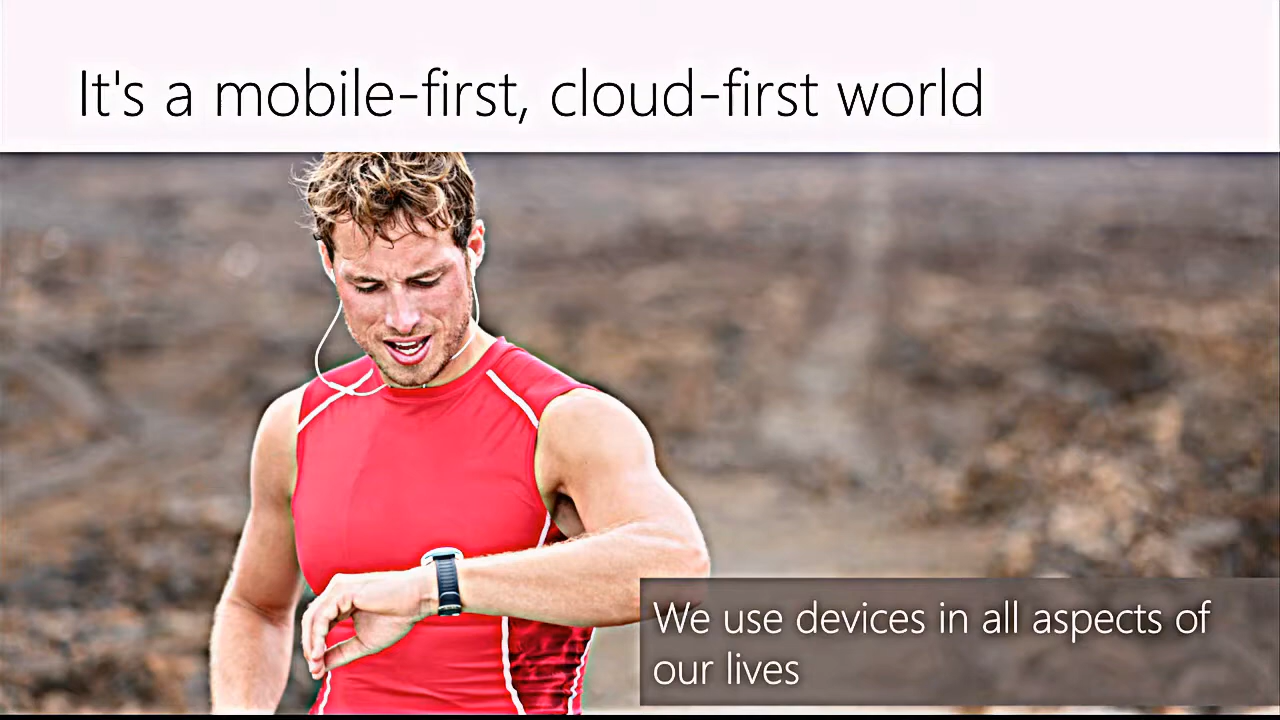 It's a mobile-first, cloud-first world
We use devices in all aspects of
our lives